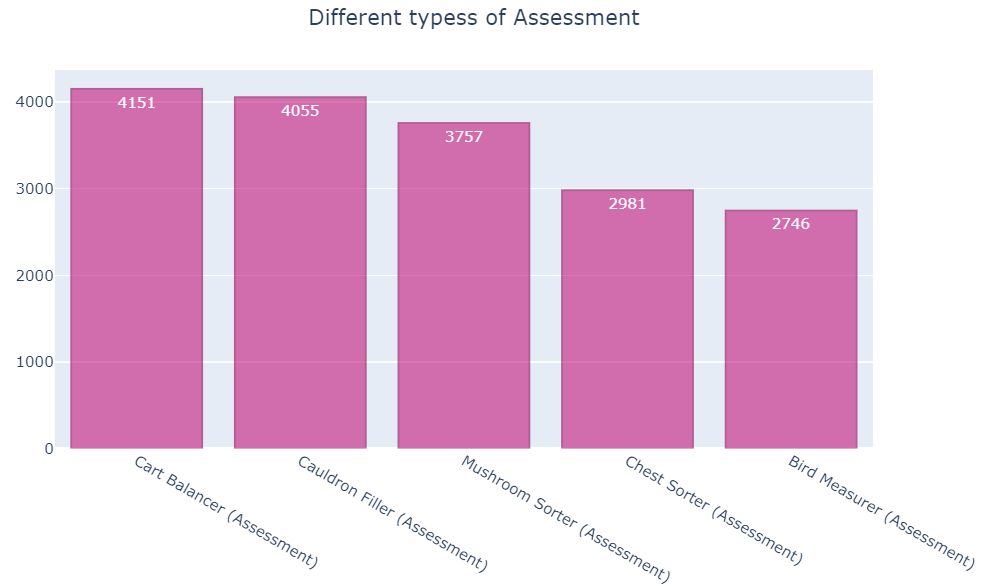 Different typess of Assessment
4000
3000
2000
1000
0
4151
4055
3757
2981
2746
Cart Balancer (Assessment)
Cauldron Filler (Assessment)
Mushroom Sorter (Assessment)
Chest Sorter (Assessment)
Bird Measurer (Assessment)